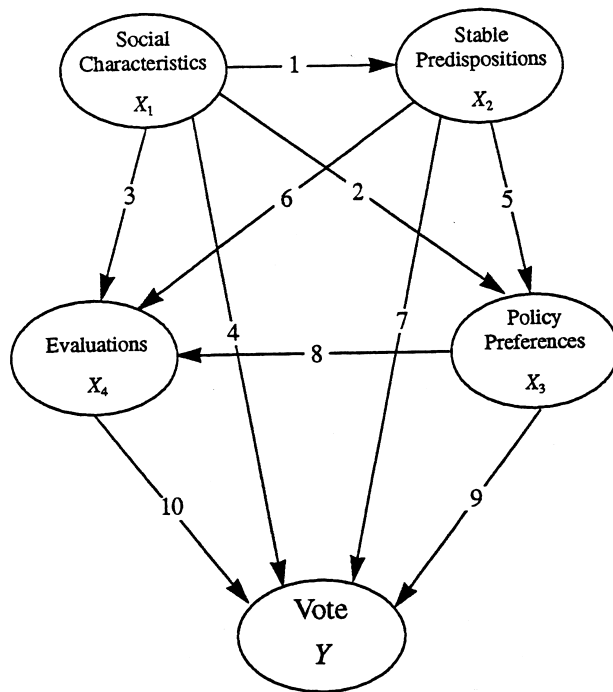 Social
Characteristics
X₁
1
Stable
Predispositions
X₂
3
6
2
5
Evaluations
X₄
4
8
7
Policy
Preferences
X₃
10
9
Vote
Y